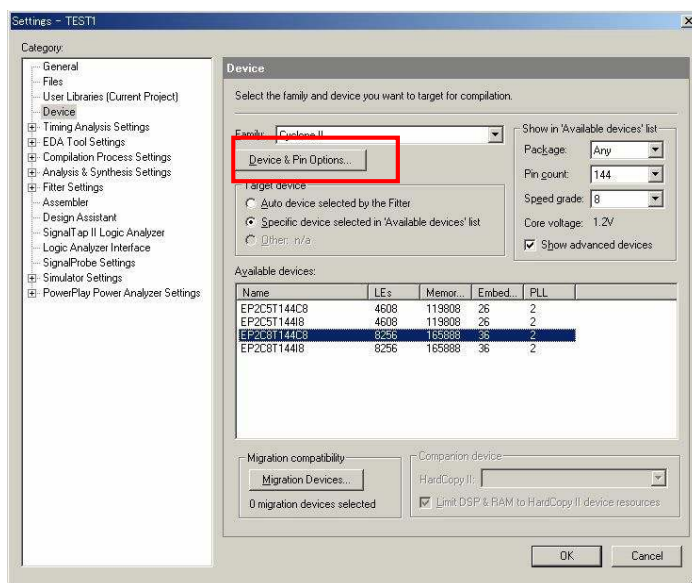 Settings - TEST1
Category:
General
Files
User Libraries (Current Project)
Device
Timing Analysis Settings
EDA Tool Settings
Compilation Process Settings
Analysis & Synthesis Settings
Fitter Settings
Assembler
Design Assistant
SignalTap II Logic Analyzer
Logic Analyzer Interface
SignalProbe Settings
Simulator Settings
PowerPlay Power Analyzer Settings
Device
Select the family and device you want to target for compilation.
Family: Cyclone II
Device & Pin Options...
Target device
Auto device selected by the Fitter
Specific device selected in 'Available devices' list
Other: n/a
Show in 'Available devices' list
Package: Any
Pin count: 144
Speed grade: 8
Core voltage: 1.2V
Show advanced devices
Available devices:
Name LEs Memor... Embed... PLL
EP2C5T144C8 4608 119808 26 2
EP2C5T144I8 4608 119808 26 2
EP2C8T144C8 8256 165888 36 2
EP2C8T144I8 8256 165888 36 2
Migration compatibility
Migration Devices...
0 migration devices selected
Companion device
HardCopy II:
Limit DSP & RAM to HardCopy II device resources
OK Cancel